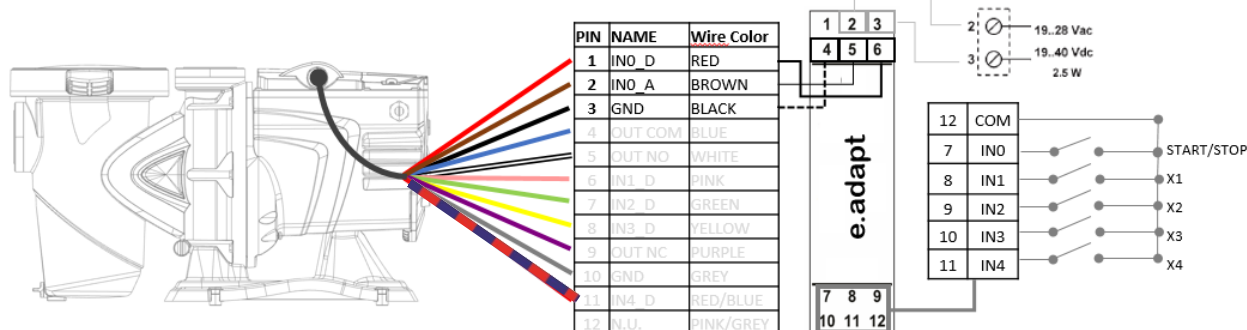 PIN NAME Wire Color
1 IN0_D RED
2 IN0_A BROWN
3 GND BLACK
4 OUT COM BLUE
5 OUT NO WHITE
6 IN1_D PINK
7 IN2_D GREEN
8 IN3_D YELLOW
9 OUT NC PURPLE
10 GND GREY
11 IN4_D RED/BLUE
12 N.U. PINK/GREY
1 2 3
4 5 6
e.adapt
7 8 9
10 11 12
2 19..28 Vac
3 19..40 Vdc
2.5 W
12 COM
7 IN0 START/STOP
8 IN1 X1
9 IN2 X2
10 IN3 X3
11 IN4 X4